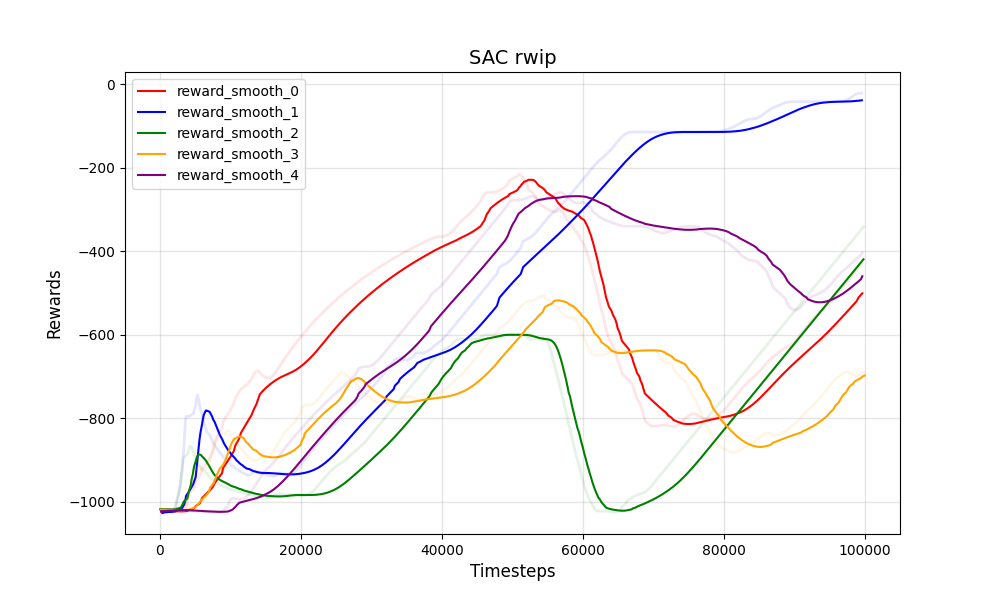 SAC rwip
reward_smooth_0
reward_smooth_1
reward_smooth_2
reward_smooth_3
reward_smooth_4
Rewards
0
−200
−400
−600
−800
−1000
0 20000 40000 60000 80000 100000
Timesteps